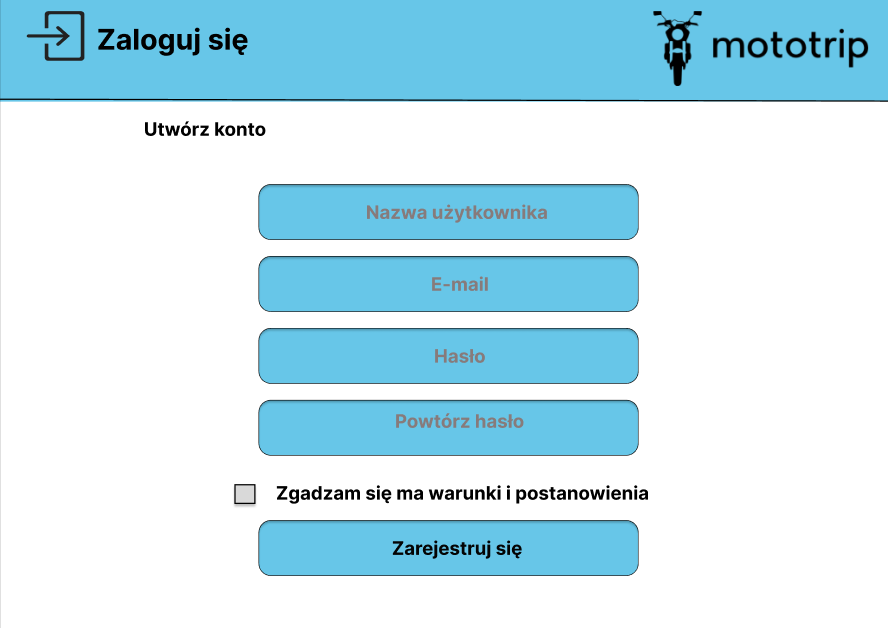 Zaloguj się
mototrip
Utwórz konto
Nazwa użytkownika
E-mail
Hasło
Powtórz hasło
Zgadzam się ma warunki i postanowienia
Zarejestruj się